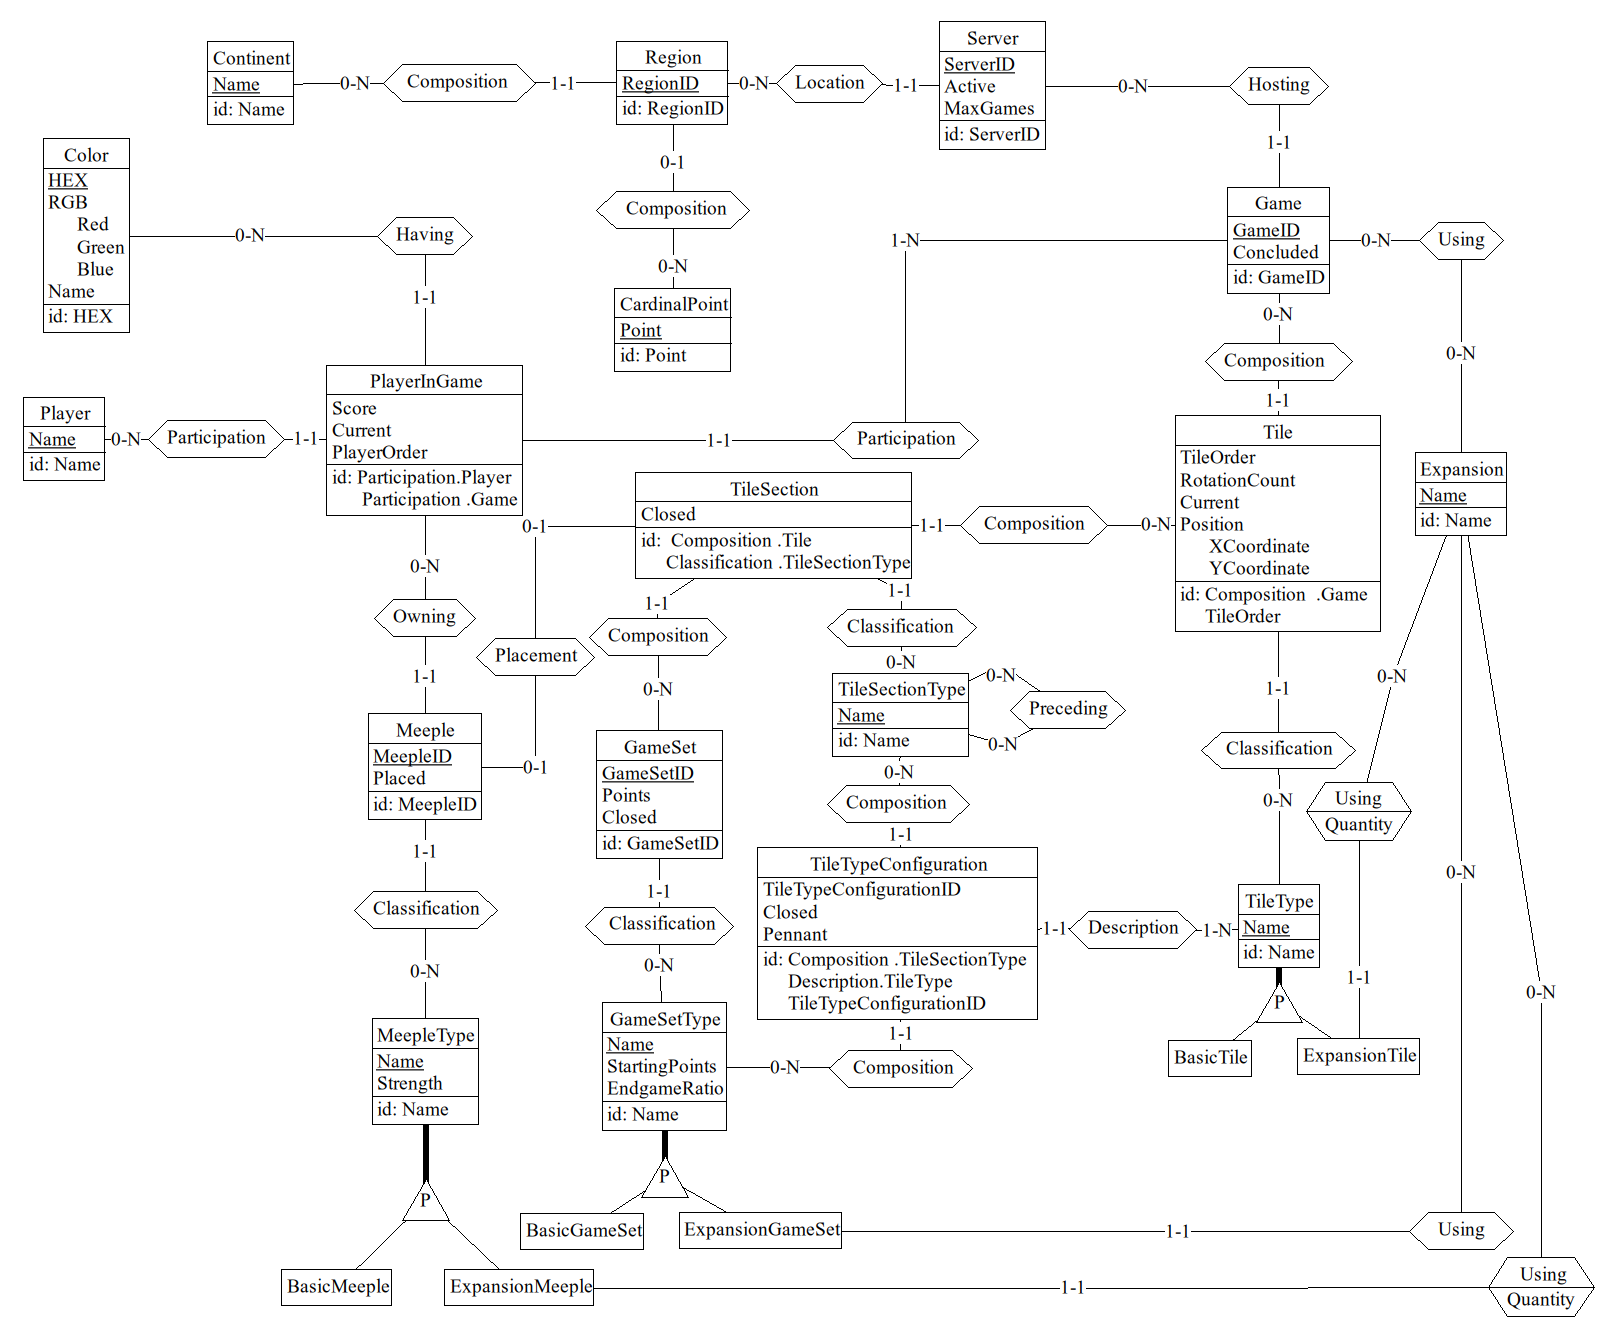 Continent
Name
id: Name
0-N
Composition
1-1
Region
RegionID
id: RegionID
0-N
Location
1-1
Server
ServerID
Active
MaxGames
id: ServerID
0-N
Hosting
1-1
Color
HEX
RGB
Red
Green
Blue
Name
id: HEX
0-N
Having
1-1
0-1
Composition
0-N
CardinalPoint
Point
id: Point
Game
GameID
Concluded
id: GameID
1-N
0-N
Using
0-N
0-N
Composition
1-1
Player
Name
id: Name
0-N
Participation
1-1
PlayerInGame
Score
Current
PlayerOrder
id: Participation.Player
Participation .Game
1-1
Participation
Tile
TileOrder
RotationCount
Current
Position
XCoordinate
YCoordinate
id: Composition .Game
TileOrder
Expansion
Name
id: Name
TileSection
Closed
id: Composition .Tile
Classification .TileSectionType
0-1
1-1
Composition
0-N
0-N
Owning
1-1
Placement
0-1
1-1
Composition
0-N
1-1
Classification
0-N
TileSectionType
Name
id: Name
0-N
Preceding
0-N
1-1
Classification
0-N
0-N
Using
Quantity
1-1
Meeple
MeepleID
Placed
id: MeepleID
GameSet
GameSetID
Points
Closed
id: GameSetID
0-N
Composition
1-1
TileTypeConfiguration
TileTypeConfigurationID
Closed
Pennant
id: Composition .TileSectionType
Description.TileType
TileTypeConfigurationID
1-1
Description
1-N
TileType
Name
id: Name
P
BasicTile
ExpansionTile
1-1
Classification
0-N
1-1
Classification
0-N
0-N
0-N
MeepleType
Name
Strength
id: Name
GameSetType
Name
StartingPoints
EndgameRatio
id: Name
0-N
Composition
1-1
P
BasicMeeple
ExpansionMeeple
P
BasicGameSet
ExpansionGameSet
1-1
Using
1-1
Using
Quantity